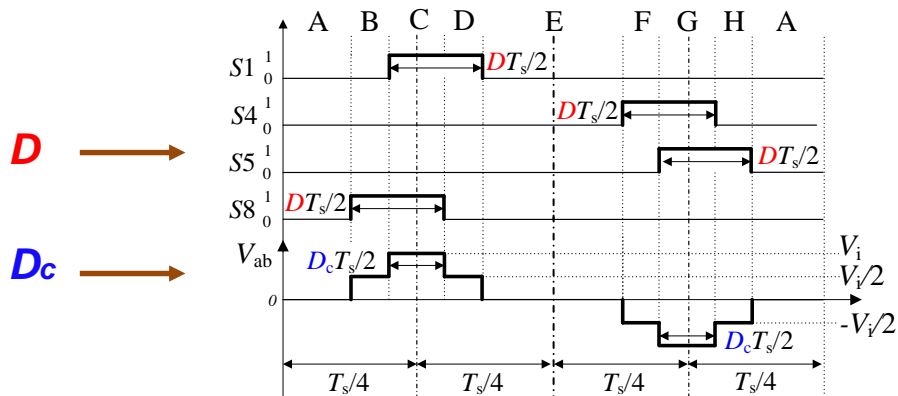 A B C D E F G H A
S1 1 0 DTs/2
S4 1 0 DTs/2
D
S5 1 0 DTs/2
S8 1 0 DTs/2
Dc
Vab DcTs/2 Vi
Vi/2
0
-Vi/2
DcTs/2
Ts/4 Ts/4 Ts/4 Ts/4